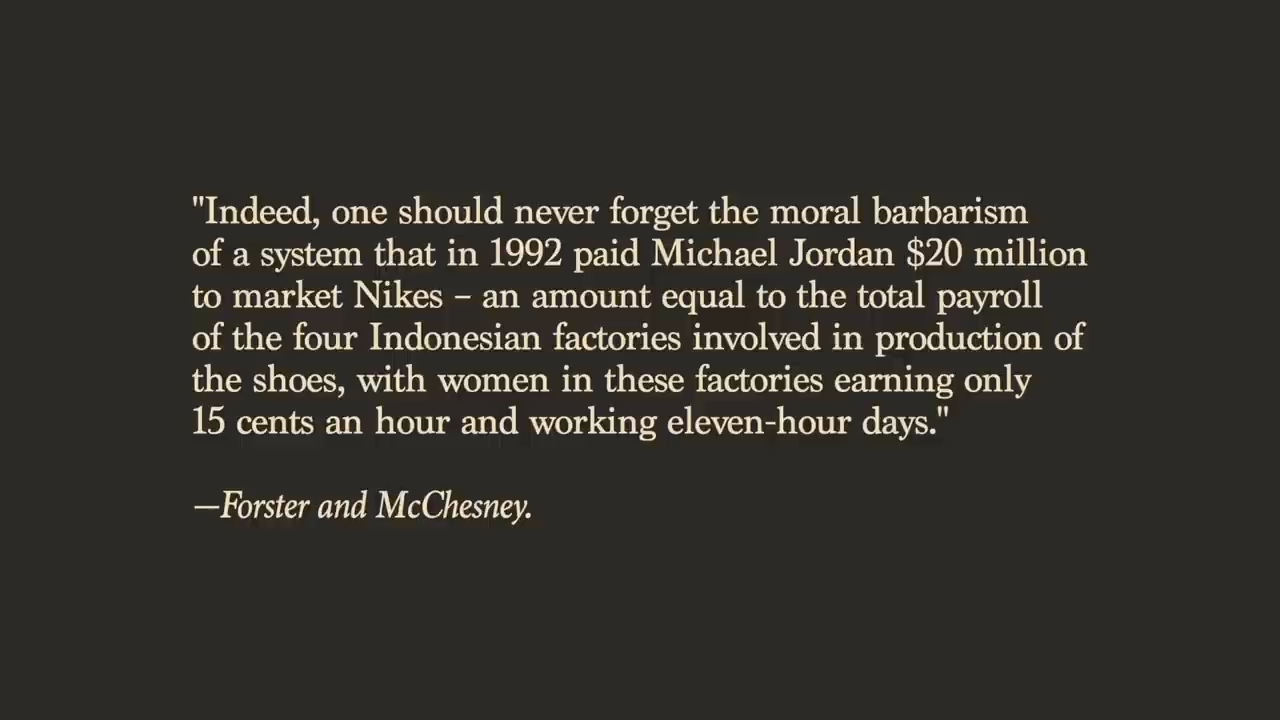 "Indeed, one should never forget the moral barbarism
of a system that in 1992 paid Michael Jordan $20 million
to market Nikes – an amount equal to the total payroll
of the four Indonesian factories involved in production of
the shoes, with women in these factories earning only
15 cents an hour and working eleven-hour days."
—Forster and McChesney.